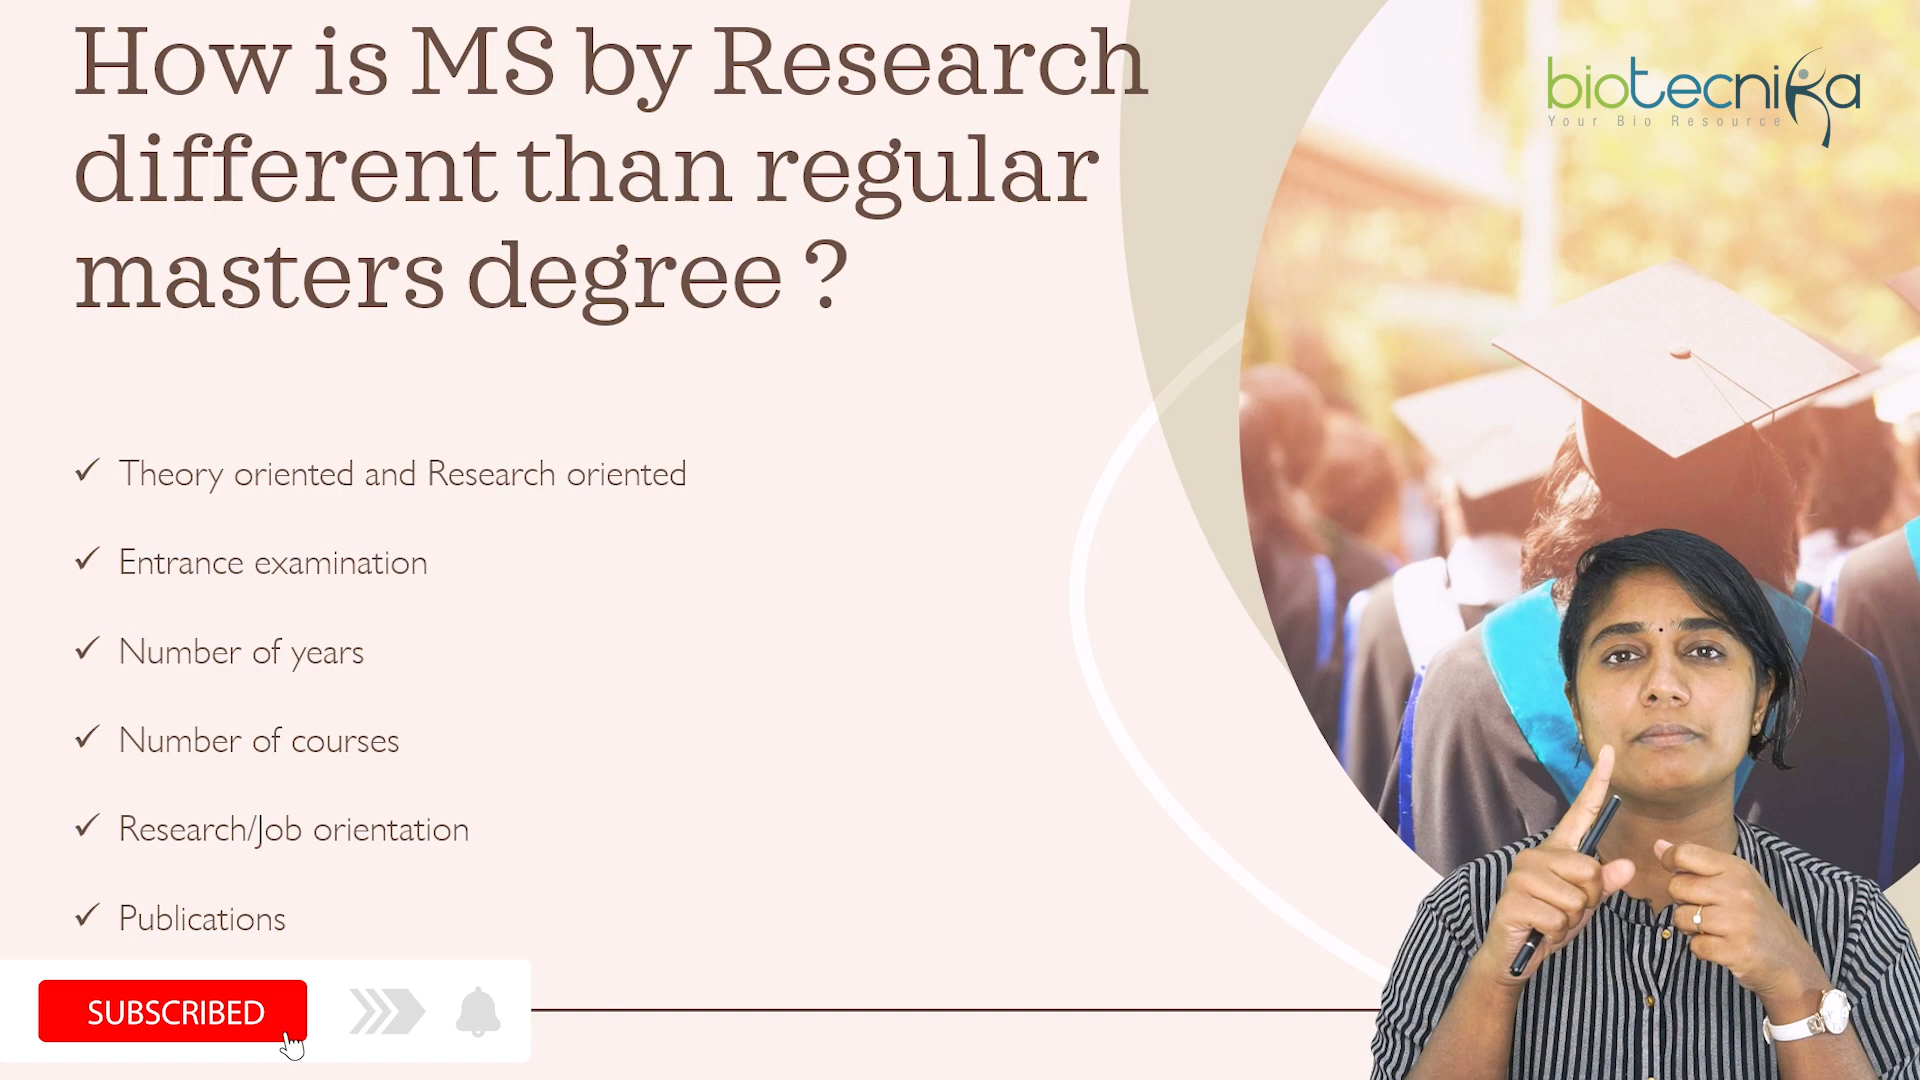 How is MS by Research
different than regular
masters degree ?
biotecnika
Your Bio Resource
✓ Theory oriented and Research oriented
✓ Entrance examination
✓ Number of years
✓ Number of courses
✓ Research/Job orientation
✓ Publications
SUBSCRIBED